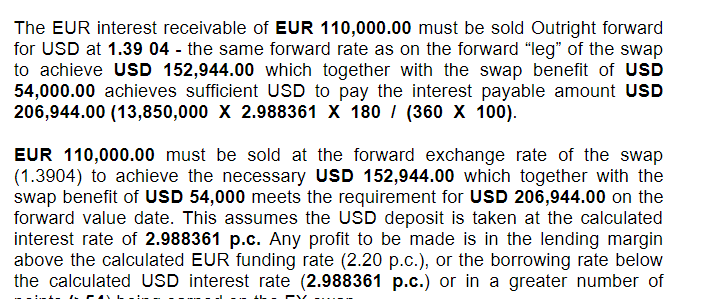 The EUR interest receivable of EUR 110,000.00 must be sold Outright forward
for USD at 1.39 04 - the same forward rate as on the forward “leg” of the swap
to achieve USD 152,944.00 which together with the swap benefit of USD
54,000.00 achieves sufficient USD to pay the interest payable amount USD
206,944.00 (13,850,000 X 2.988361 X 180 / (360 X 100).
EUR 110,000.00 must be sold at the forward exchange rate of the swap
(1.3904) to achieve the necessary USD 152,944.00 which together with the
swap benefit of USD 54,000 meets the requirement for USD 206,944.00 on the
forward value date. This assumes the USD deposit is taken at the calculated
interest rate of 2.988361 p.c. Any profit to be made is in the lending margin
above the calculated EUR funding rate (2.20 p.c.), or the borrowing rate below
the calculated USD interest rate (2.988361 p.c.) or in a greater number of